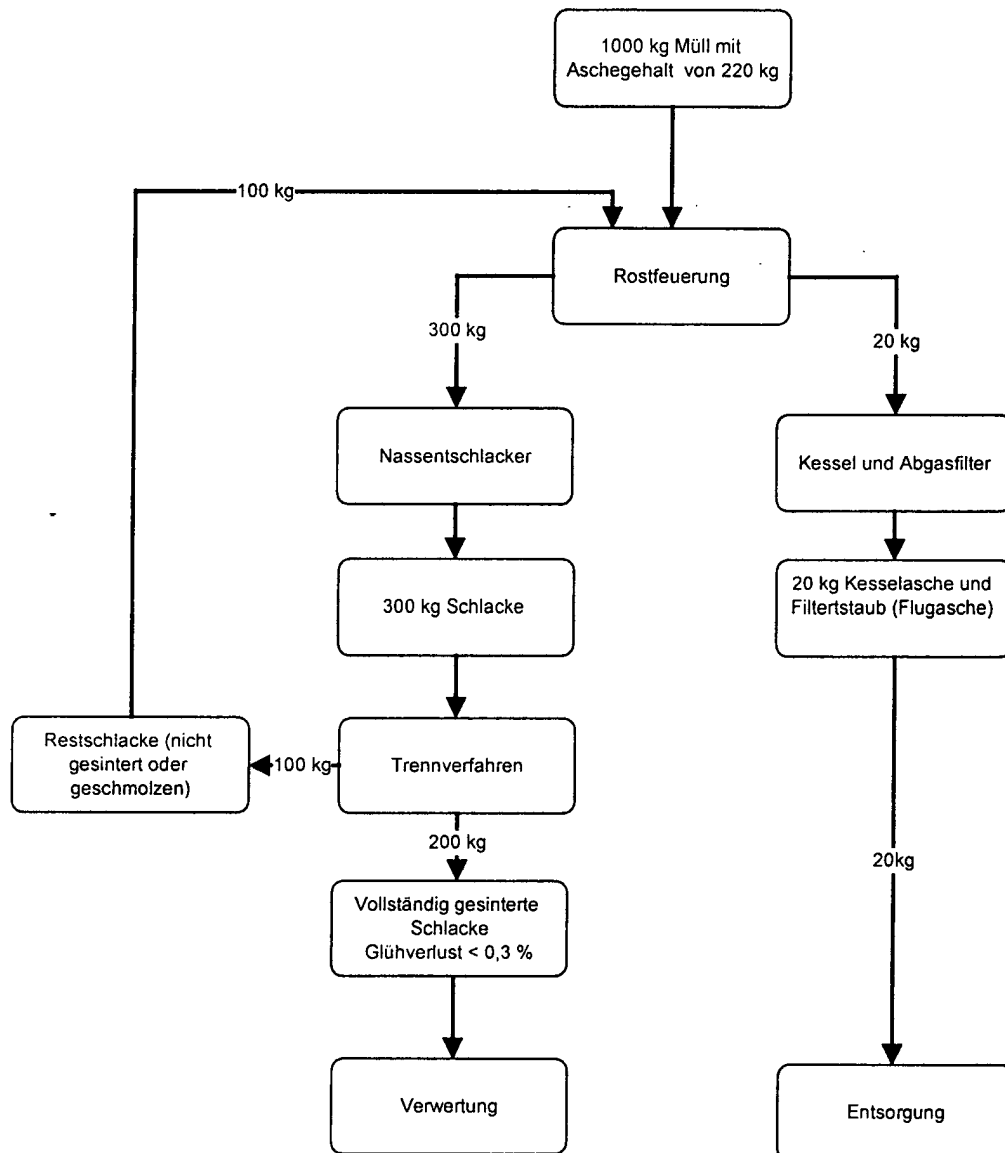 1000 kg Müll mit
Aschegehalt von 220 kg
100 kg
Rostfeuerung
300 kg
20 kg
Nassentschlacker
Kessel und Abgasfilter
300 kg Schlacke
20 kg Kesselasche und
Filtertstaub (Flugasche)
Restschlacke (nicht
gesintert oder
geschmolzen)
100 kg
Trennverfahren
200 kg
20kg
Vollständig gesinterte
Schlacke
Glühverlust < 0,3 %
Verwertung
Entsorgung